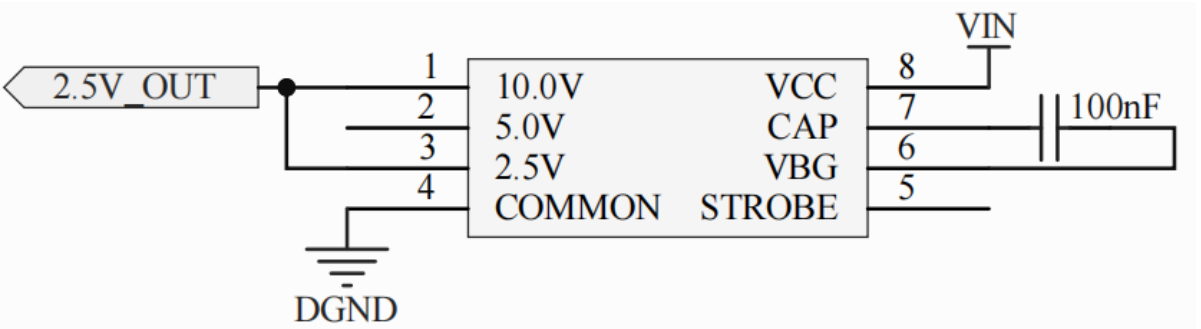 VIN
1
8
2.5V_OUT
10.0V
VCC
2
7
100nF
5.0V
CAP
3
6
2.5V
VBG
4
5
COMMON
STROBE
DGND